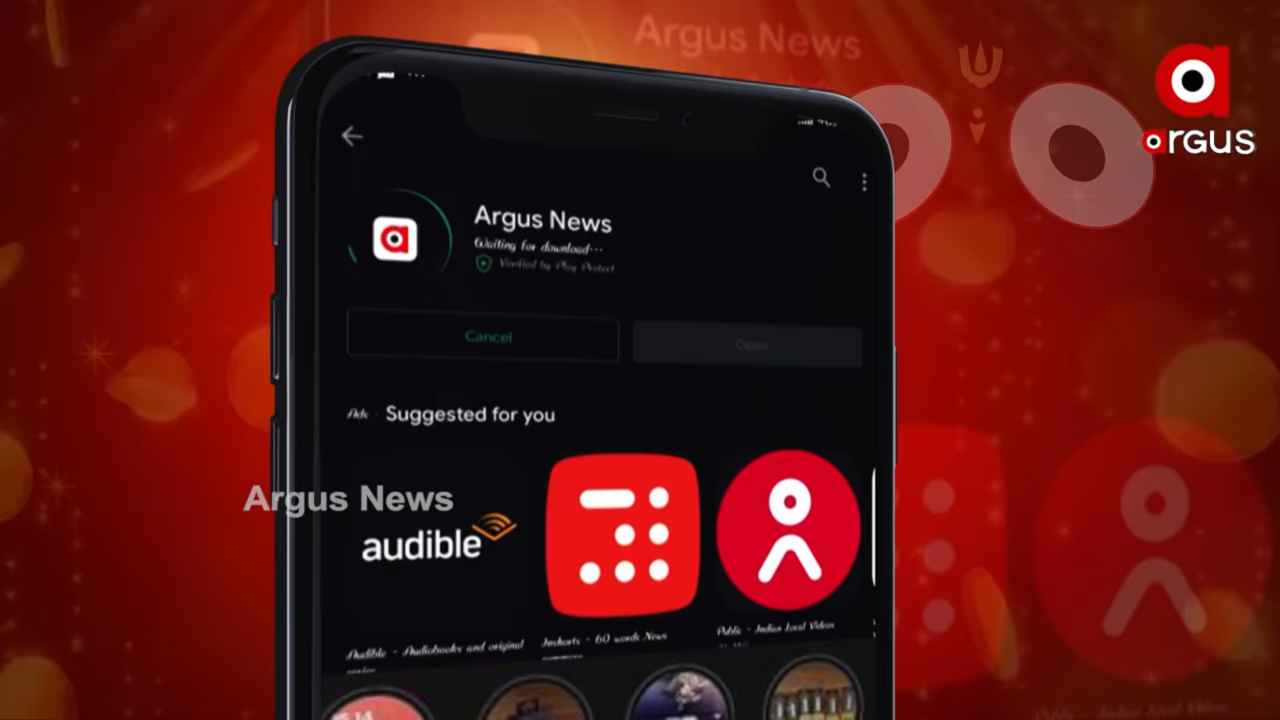 Argus News
argus
Argus News
Waiting for download...
Verified by Play Protect
Cancel
Open
Ads · Suggested for you
Argus News
audible
Audible - Audiobooks and original
Inshorts - 60 words News
Public - Indian Local Videos